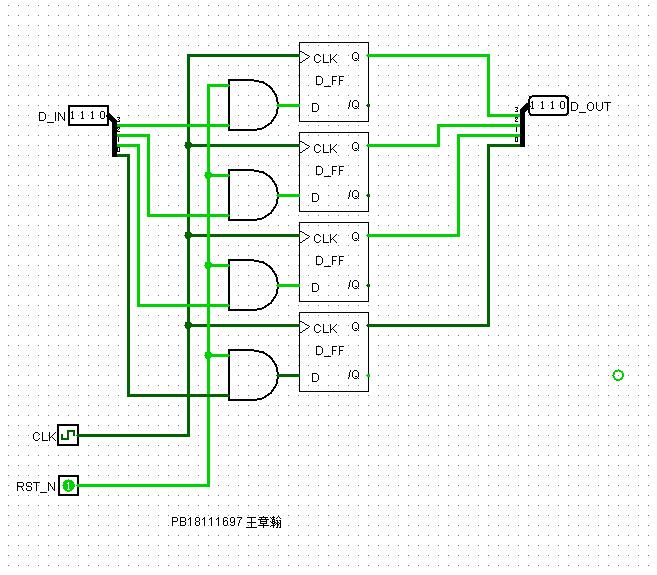 CLK Q
D_FF
D /Q
D_IN 1 1 1 0
3
2
1
0
3
2
1
0
1 1 1 0 D_OUT
CLK Q
D_FF
D /Q
CLK Q
D_FF
D /Q
CLK Q
D_FF
D /Q
CLK
RST_N 1
PB18111697 王章瀚